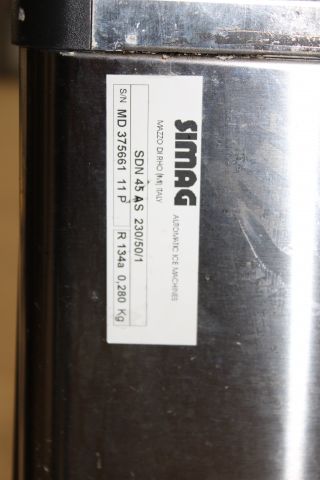 SIMAG
AUTOMATIC ICE MACHINES
MAZZO DI RHO (MI) ITALY
SDN 45 AS 230/50/1
S/N MD 375661 11 P R 134a 0,280 Kg